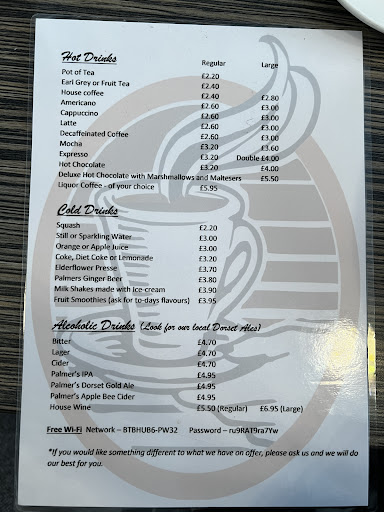 Hot Drinks Regular Large
Pot of Tea £2.20
Earl Grey or Fruit Tea £2.40
House coffee £2.40 £2.80
Americano £2.60 £3.00
Cappuccino £2.60 £3.00
Latte £2.60 £3.00
Decaffeinated Coffee £2.60 £3.00
Mocha £3.20 £3.60
Espresso £3.20 Double £4.00
Hot Chocolate £3.20 £4.00
Deluxe Hot Chocolate with Marshmallows and Maltesers £5.50
Liquor Coffee - of your choice £5.95
Cold Drinks
Squash £2.20
Still or Sparkling Water £3.00
Orange or Apple Juice £3.00
Coke, Diet Coke or Lemonade £3.20
Elderflower Presse £3.70
Palmers Ginger Beer £3.80
Milk Shakes made with Ice-cream £3.90
Fruit Smoothies (ask for to-days flavours) £3.95
Alcoholic Drinks (Look for our local Dorset Ales)
Bitter £4.70
Lager £4.70
Cider £4.70
Palmer's IPA £4.95
Palmer's Dorset Gold Ale £4.95
Palmer's Apple Bee Cider £4.95
House Wine £5.50 (Regular) £6.95 (Large)
Free Wi-Fi Network – BTBHUB6-PW32 Password – ru9RAT9ra7Yw
*If you would like something different to what we have on offer, please ask us and we will do
our best for you.